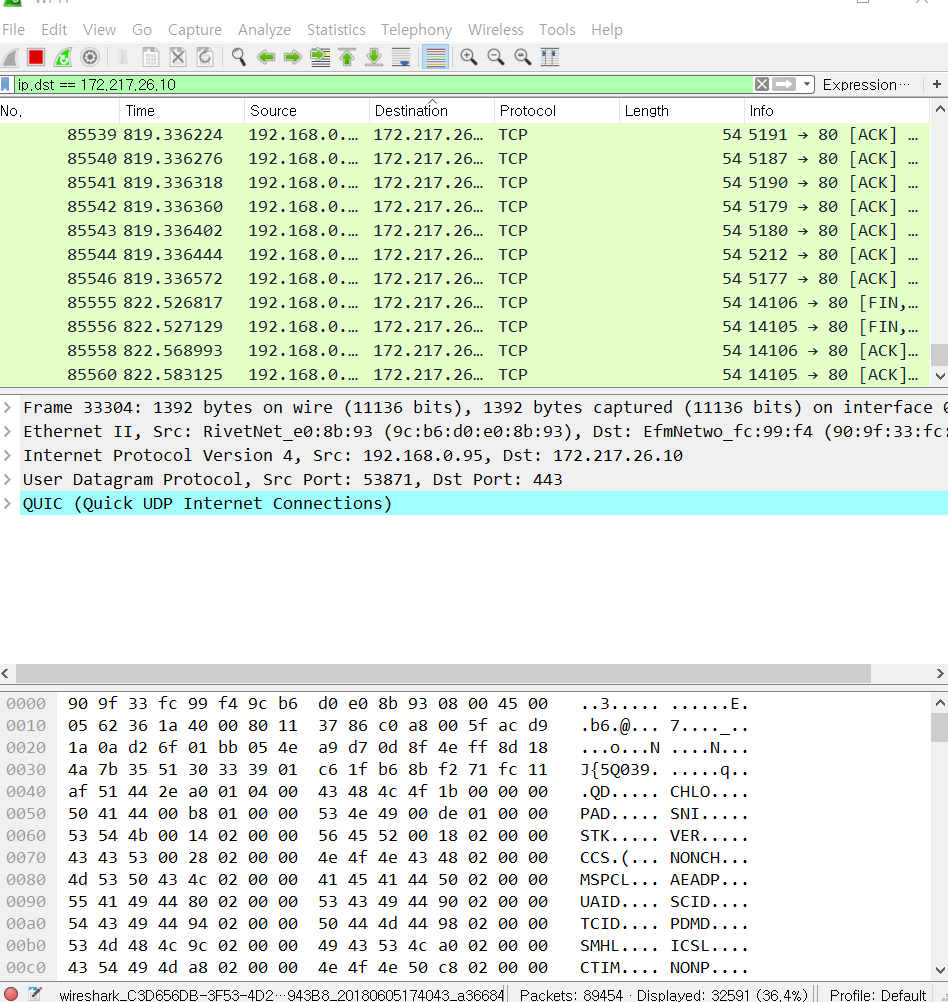 File Edit View Go Capture Analyze Statistics Telephony Wireless Tools Help
ip.dst == 172.217.26.10 Expression… +
No. Time Source Destination Protocol Length Info
85539 819.336224 192.168.0.… 172.217.26… TCP 54 5191 → 80 [ACK] …
85540 819.336276 192.168.0.… 172.217.26… TCP 54 5187 → 80 [ACK] …
85541 819.336318 192.168.0.… 172.217.26… TCP 54 5190 → 80 [ACK] …
85542 819.336360 192.168.0.… 172.217.26… TCP 54 5179 → 80 [ACK] …
85543 819.336402 192.168.0.… 172.217.26… TCP 54 5180 → 80 [ACK] …
85544 819.336444 192.168.0.… 172.217.26… TCP 54 5212 → 80 [ACK] …
85546 819.336572 192.168.0.… 172.217.26… TCP 54 5177 → 80 [ACK] …
85555 822.526817 192.168.0.… 172.217.26… TCP 54 14106 → 80 [FIN,…
85556 822.527129 192.168.0.… 172.217.26… TCP 54 14105 → 80 [FIN,…
85558 822.568993 192.168.0.… 172.217.26… TCP 54 14106 → 80 [ACK]…
85560 822.583125 192.168.0.… 172.217.26… TCP 54 14105 → 80 [ACK]…
Frame 33304: 1392 bytes on wire (11136 bits), 1392 bytes captured (11136 bits) on interface 0
Ethernet II, Src: RivetNet_e0:8b:93 (9c:b6:d0:e0:8b:93), Dst: EfmNetwo_fc:99:f4 (90:9f:33:fc:
Internet Protocol Version 4, Src: 192.168.0.95, Dst: 172.217.26.10
User Datagram Protocol, Src Port: 53871, Dst Port: 443
QUIC (Quick UDP Internet Connections)
0000 90 9f 33 fc 99 f4 9c b6 d0 e0 8b 93 08 00 45 00 ..3..... ......E.
0010 05 62 36 1a 40 00 80 11 37 86 c0 a8 00 5f ac d9 .b6.@... 7...._..
0020 1a 0a d2 6f 01 bb 05 4e a9 d7 0d 8f 4e ff 8d 18 ...o...N ....N...
0030 4a 7b 35 51 30 33 39 01 c6 1f b6 8b f2 71 fc 11 J{5Q039. .....q..
0040 af 51 44 2e a0 01 04 00 43 48 4c 4f 1b 00 00 00 .QD..... CHLO....
0050 50 41 44 00 b8 01 00 00 53 4e 49 00 de 01 00 00 PAD..... SNI.....
0060 53 54 4b 00 14 02 00 00 56 45 52 00 18 02 00 00 STK..... VER.....
0070 43 43 53 00 28 02 00 00 4e 4f 4e 43 48 02 00 00 CCS.(... NONCH...
0080 4d 53 50 43 4c 02 00 00 41 45 41 44 50 02 00 00 MSPCL... AEADP...
0090 55 41 49 44 80 02 00 00 53 43 49 44 90 02 00 00 UAID.... SCID....
00a0 54 43 49 44 94 02 00 00 50 44 4d 44 98 02 00 00 TCID.... PDMD....
00b0 53 4d 48 4c 9c 02 00 00 49 43 53 4c a0 02 00 00 SMHL.... ICSL....
00c0 43 54 49 4d a8 02 00 00 4e 4f 4e 50 c8 02 00 00 CTIM.... NONP....
wireshark_C3D656DB-3F53-4D2…943B8_20180605174043_a36684 Packets: 89454 · Displayed: 32591 (36.4%) Profile: Default